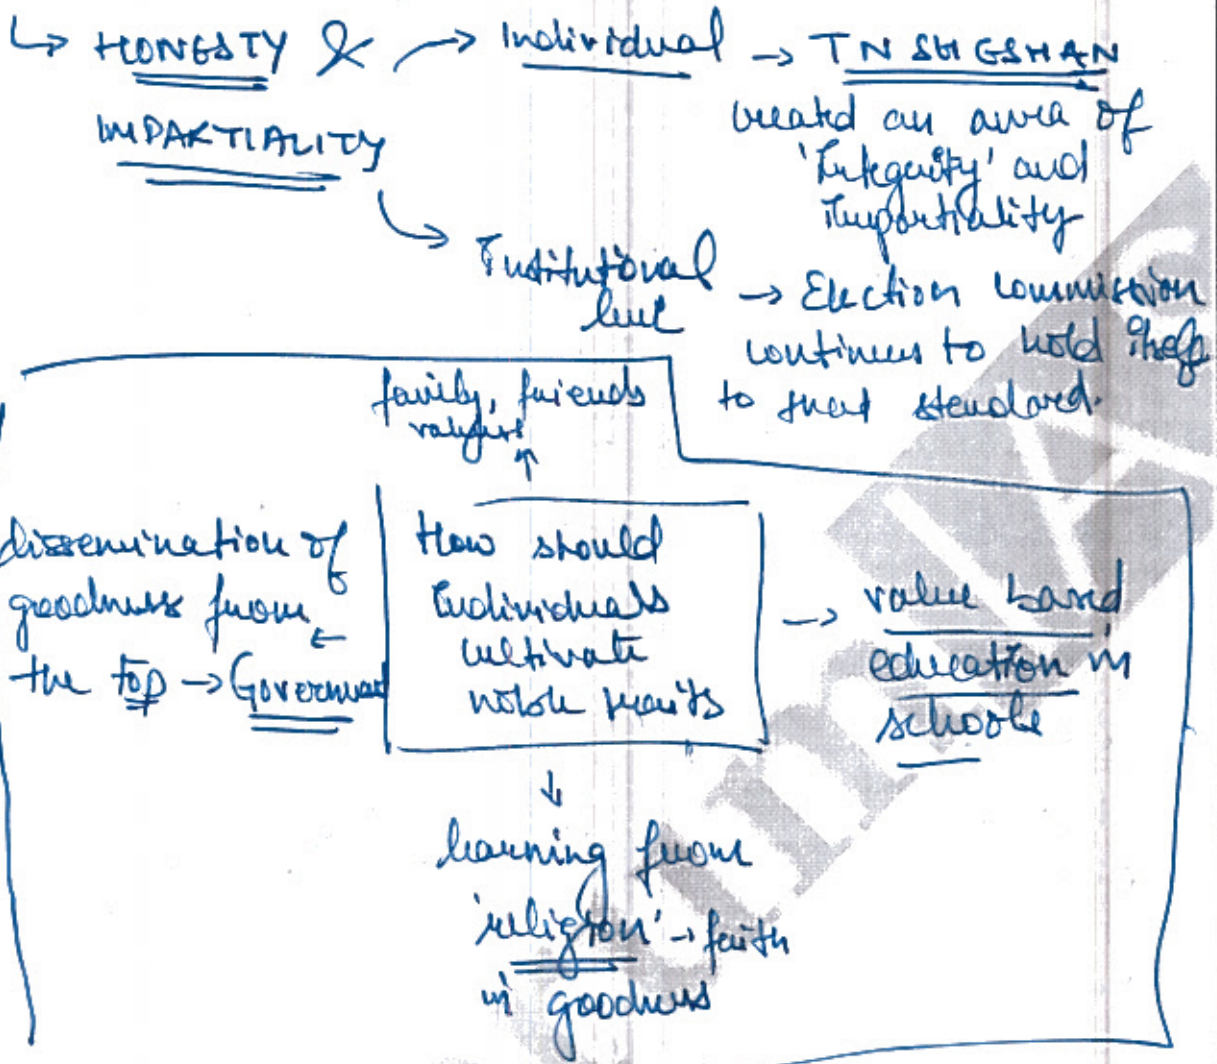 ↳ HONESTY & → Individual → TN SHESHAN
IMPARTIALITY
created an aura of
'Integrity' and
Impartiality
→ Institutional
level
→ Election Commission
continues to hold itself
to that standard.
family, friends
values
↑
dissemination of
goodness from ←
the top → Government
How should
Individuals
cultivate
noble traits
→ value based
education in
schools
↓
learning from
'religion' → faith
in goodness